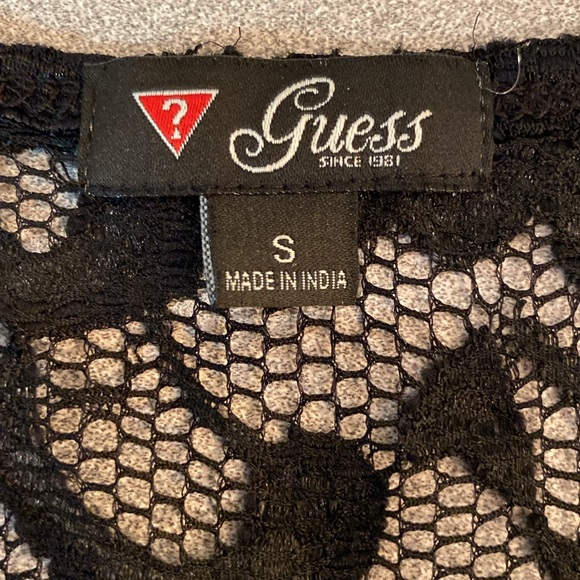 ?
Guess
SINCE 1981
S
MADE IN INDIA